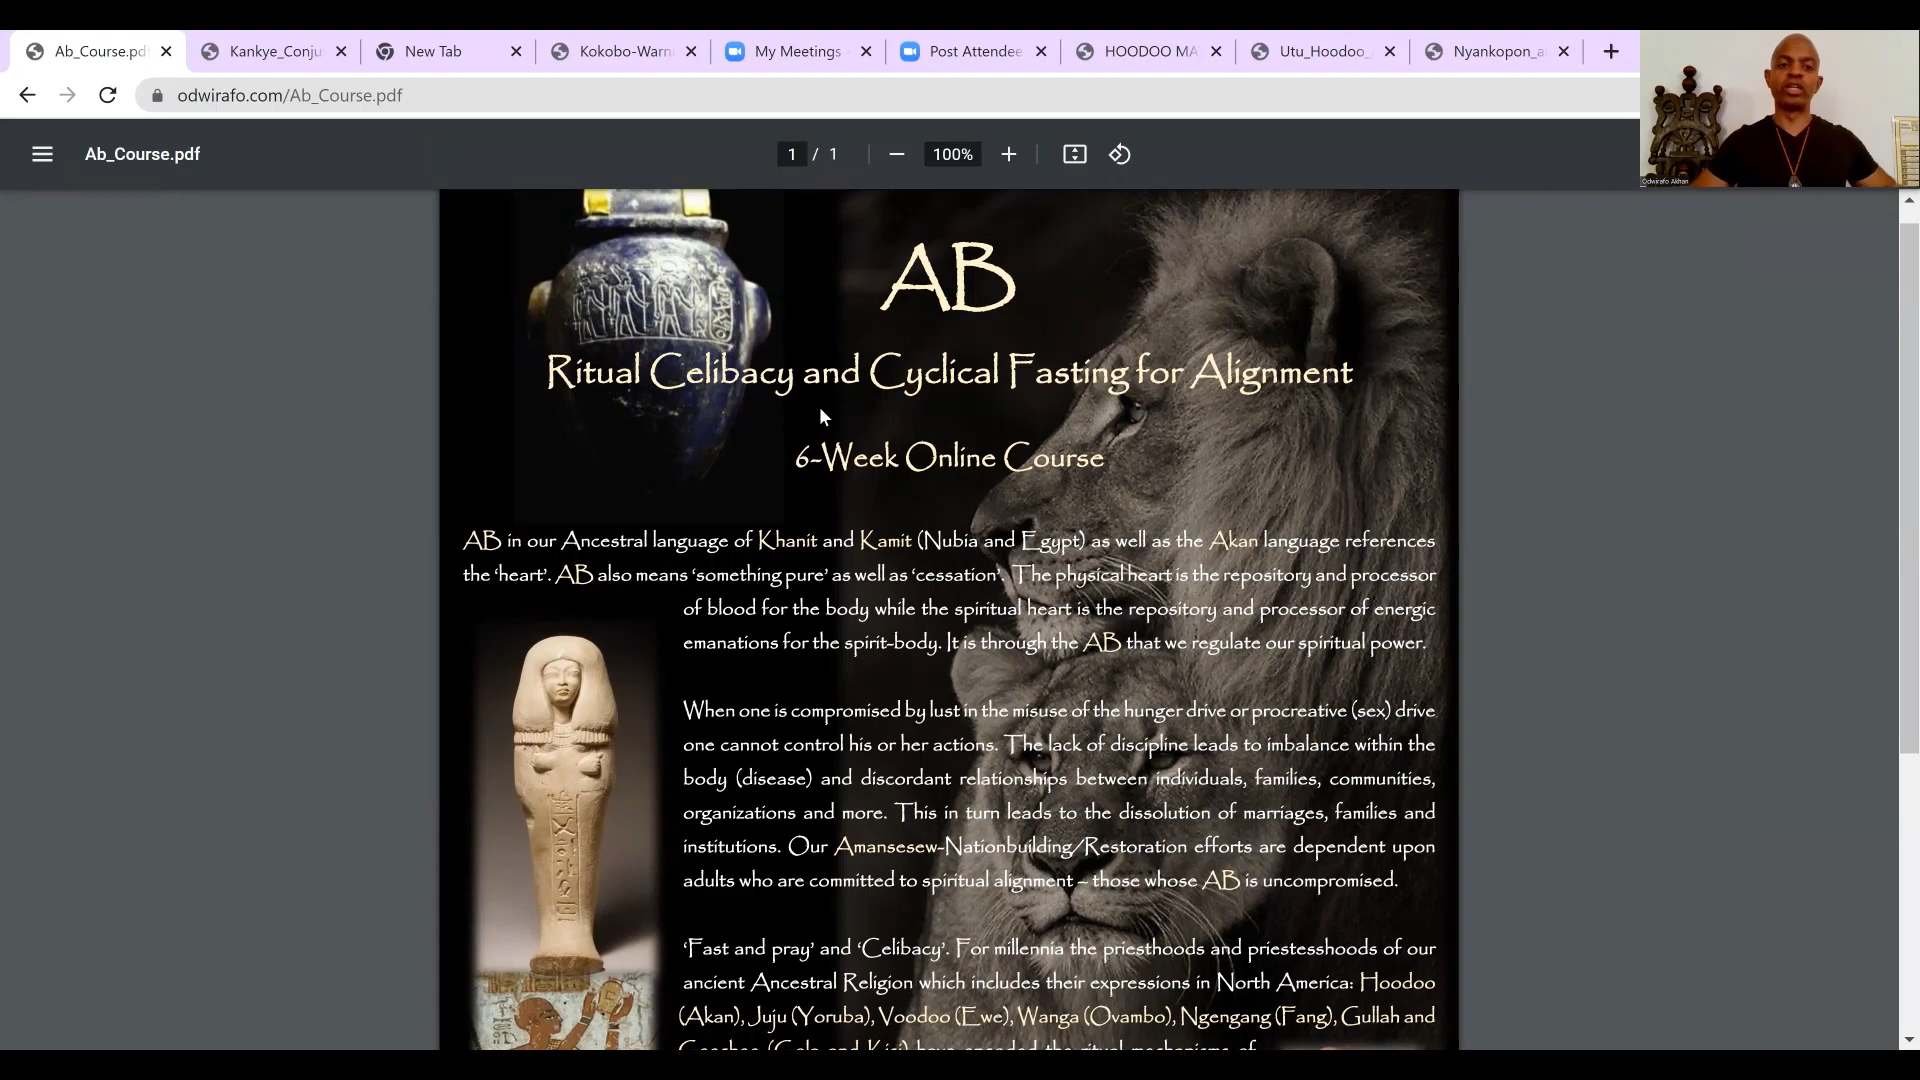 Ab_Course.pdf
Kankye_Conju
New Tab
Kokobo-Warn
My Meetings -
Post Attendee
HOODOO MA
Utu_Hoodoo_
Nyankopon_a
odwirafo.com/Ab_Course.pdf
Ab_Course.pdf
1 / 1
100%
Odwirafo Akhan
AB
Ritual Celibacy and Cyclical Fasting for Alignment
6-Week Online Course
AB in our Ancestral language of Khanit and Kamit (Nubia and Egypt) as well as the Akan language references
the ‘heart’. AB also means ‘something pure’ as well as ‘cessation’. The physical heart is the repository and processor
of blood for the body while the spiritual heart is the repository and processor of energic
emanations for the spirit-body. It is through the AB that we regulate our spiritual power.
When one is compromised by lust in the misuse of the hunger drive or procreative (sex) drive
one cannot control his or her actions. The lack of discipline leads to imbalance within the
body (disease) and discordant relationships between individuals, families, communities,
organizations and more. This in turn leads to the dissolution of marriages, families and
institutions. Our Amansesew-Nationbuilding/Restoration efforts are dependent upon
adults who are committed to spiritual alignment – those whose AB is uncompromised.
‘Fast and pray’ and ‘Celibacy’. For millennia the priesthoods and priestesshoods of our
ancient Ancestral Religion which includes their expressions in North America: Hoodoo
(Akan), Juju (Yoruba), Voodoo (Ewe), Wanga (Ovambo), Ngengang (Fang), Gullah and